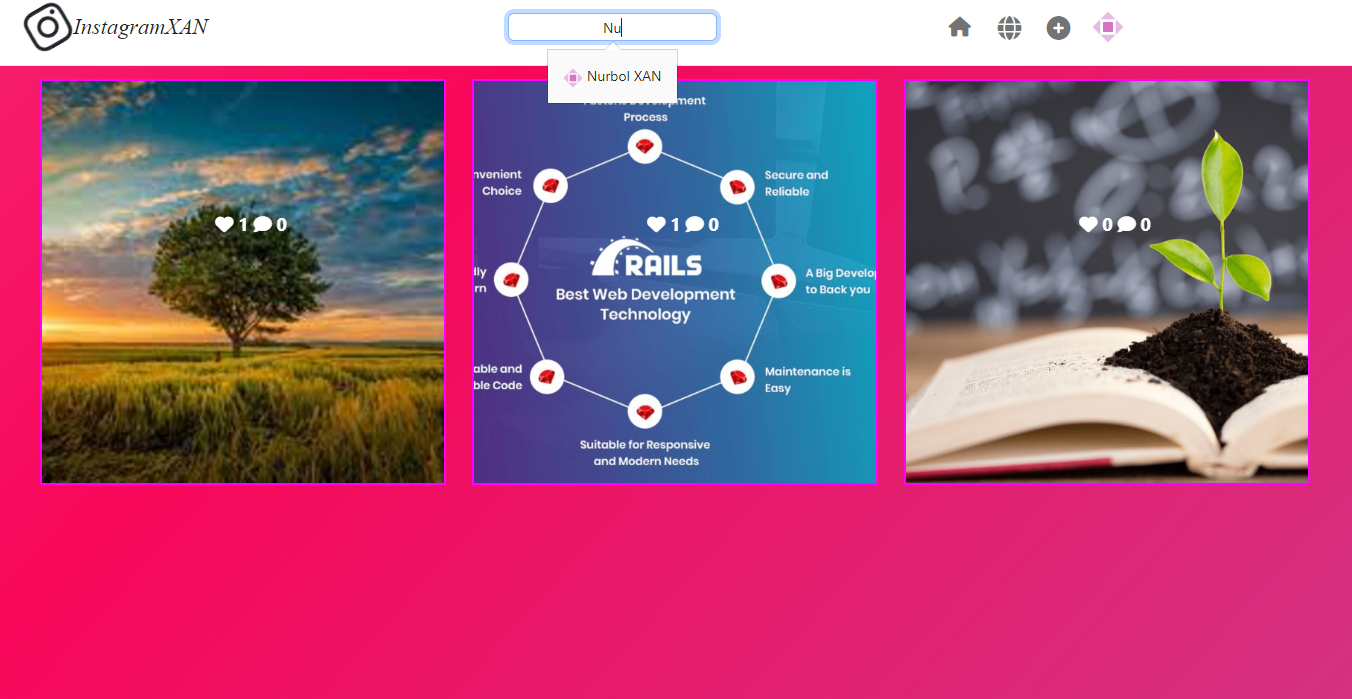 InstagramXAN
Nu
Nurbol XAN
1 0
1 0
0 0
Process
nvenient
Choice
Secure and
Reliable
RAILS
Best Web Development
Technology
lly
rn
A Big Develop
to Back you
able and
ble Code
Maintenance is
Easy
Suitable for Responsive
and Modern Needs